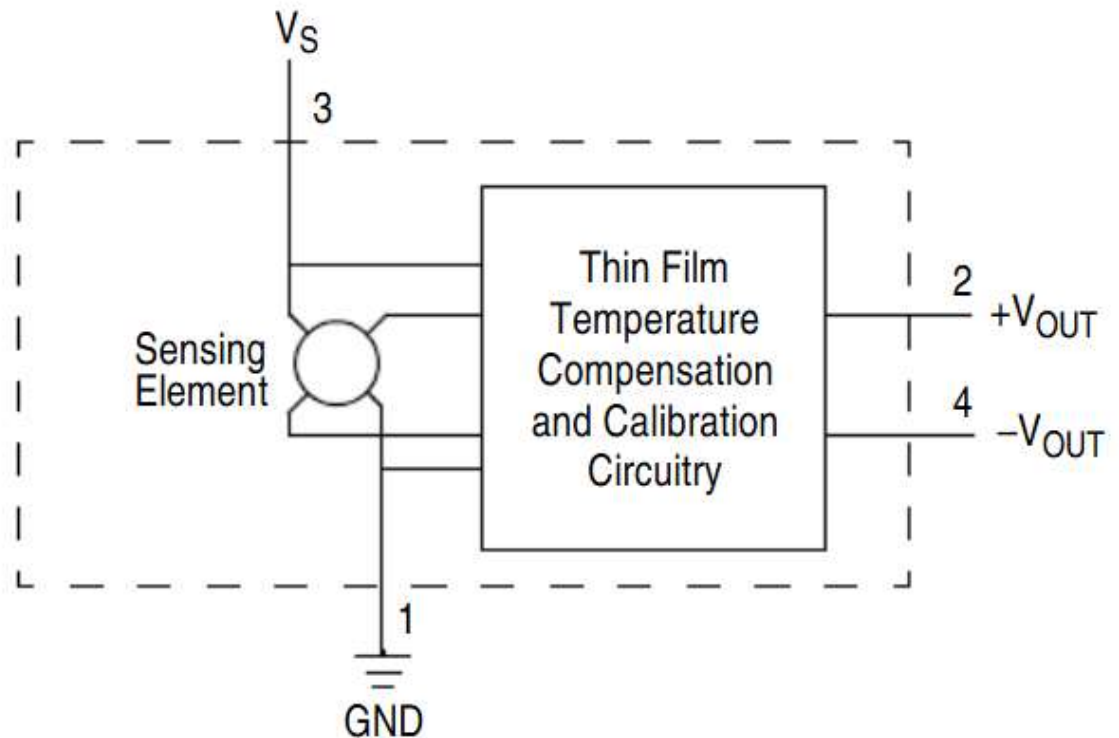 VS
3
Thin Film
Temperature
Compensation
and Calibration
Circuitry
Sensing
Element
2
+VOUT
4
–VOUT
1
GND